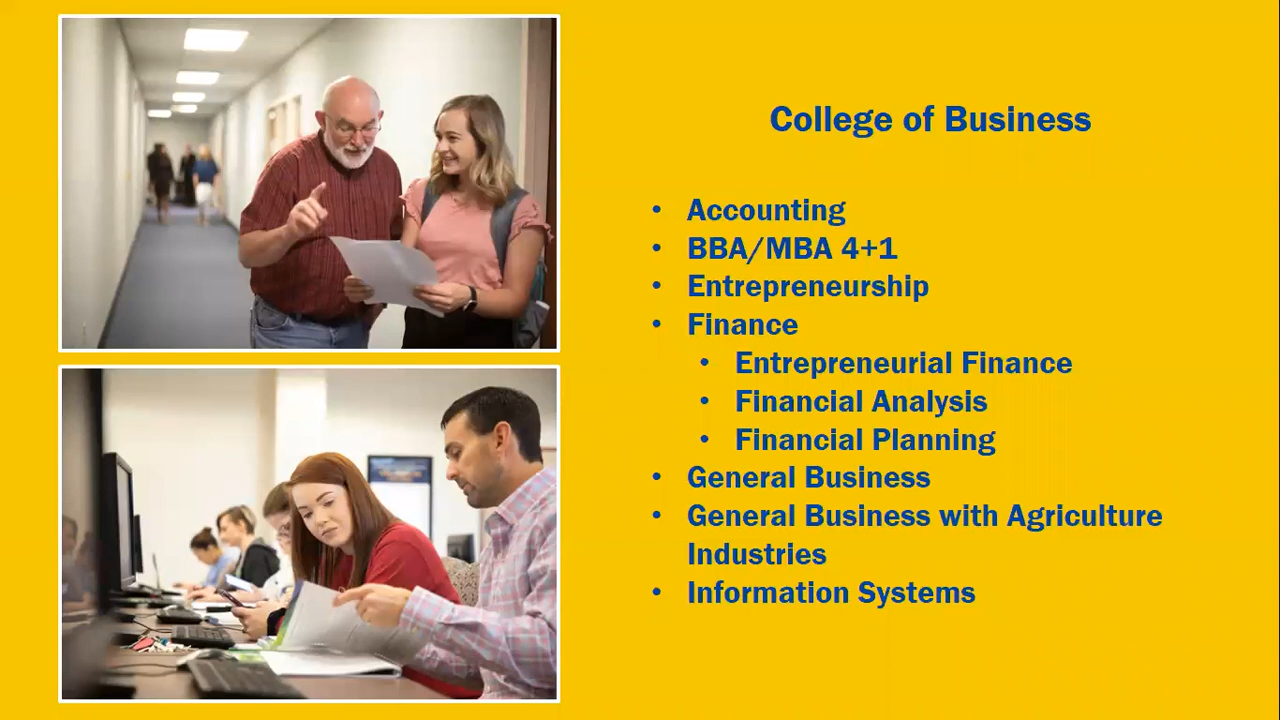 College of Business
• Accounting
• BBA/MBA 4+1
• Entrepreneurship
• Finance
• Entrepreneurial Finance
• Financial Analysis
• Financial Planning
• General Business
• General Business with Agriculture
Industries
• Information Systems